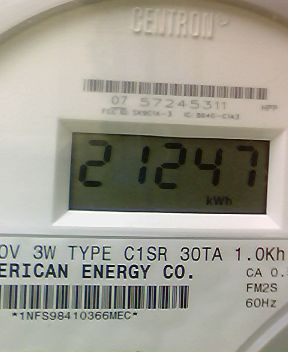 CENTRON
07 57245311
21247
kWh
0V 3W TYPE C1SR 30TA 1.0Kh
ERICAN ENERGY CO.
CA 0.
FM2S
60Hz
*1NFS98410366MEC*